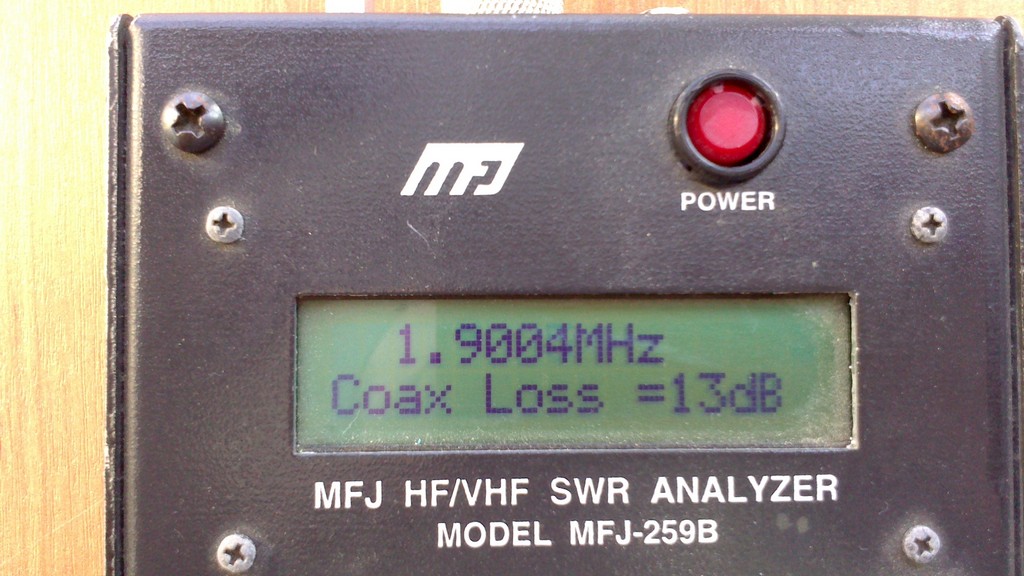 MFJ
POWER
1.9004MHz
Coax Loss =13dB
MFJ HF/VHF SWR ANALYZER
MODEL MFJ-259B